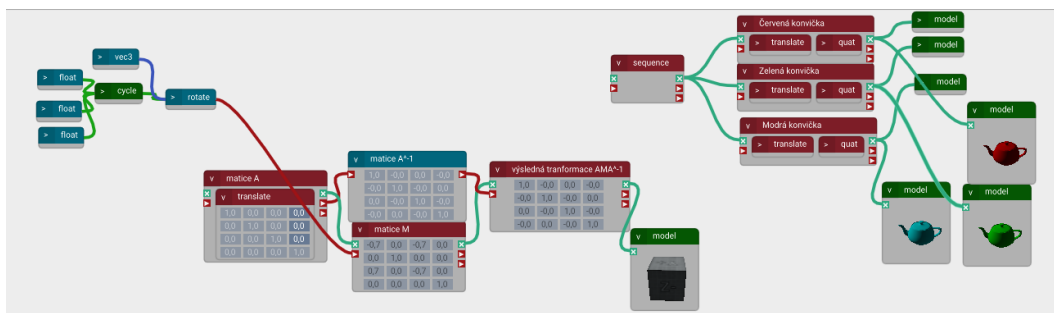 vec3
float
float
float
cycle
rotate
matice A
translate
1,0 0,0 0,0 0,0
0,0 1,0 0,0 0,0
0,0 0,0 1,0 0,0
0,0 0,0 0,0 1,0
matice A^-1
1,0 -0,0 0,0 -0,0
-0,0 1,0 -0,0 0,0
0,0 -0,0 1,0 -0,0
-0,0 0,0 -0,0 1,0
matice M
-0,7 0,0 -0,7 0,0
0,0 1,0 0,0 0,0
0,7 0,0 -0,7 0,0
0,0 0,0 0,0 1,0
výsledná tranformace AMA^-1
1,0 -0,0 0,0 -0,0
-0,0 1,0 -0,0 0,0
0,0 -0,0 1,0 -0,0
-0,0 0,0 -0,0 1,0
model
sequence
Červená konvička
translate quat
Zelená konvička
translate quat
Modrá konvička
translate quat
model
model
model
model
model
model